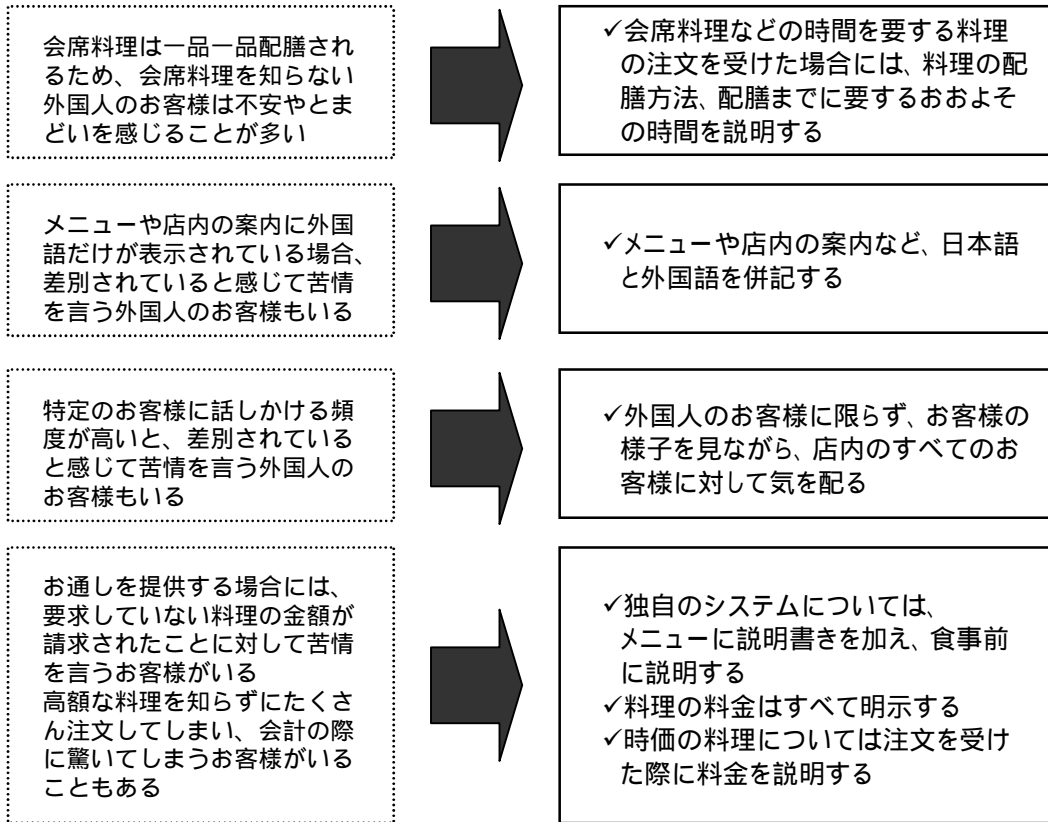 会席料理は一品一品配膳され
るため、会席料理を知らない
外国人のお客様は不安やとま
どいを感じることが多い
✓会席料理などの時間を要する料理
の注文を受けた場合には、料理の配
膳方法、配膳までに要するおおよそ
の時間を説明する
メニューや店内の案内に外国
語だけが表示されている場合、
差別されていると感じて苦情
を言う外国人のお客様もいる
✓メニューや店内の案内など、日本語
と外国語を併記する
特定のお客様に話しかける頻
度が高いと、差別されている
と感じて苦情を言う外国人の
お客様もいる
✓外国人のお客様に限らず、お客様の
様子を見ながら、店内のすべてのお
客様に対して気を配る
お通しを提供する場合には、
要求していない料理の金額が
請求されたことに対して苦情
を言うお客様がいる
高額な料理を知らずにたくさ
ん注文してしまい、会計の際
に驚いてしまうお客様がいる
こともある
✓独自のシステムについては、
メニューに説明書きを加え、食事前
に説明する
✓料理の料金はすべて明示する
✓時価の料理については注文を受け
た際に料金を説明する